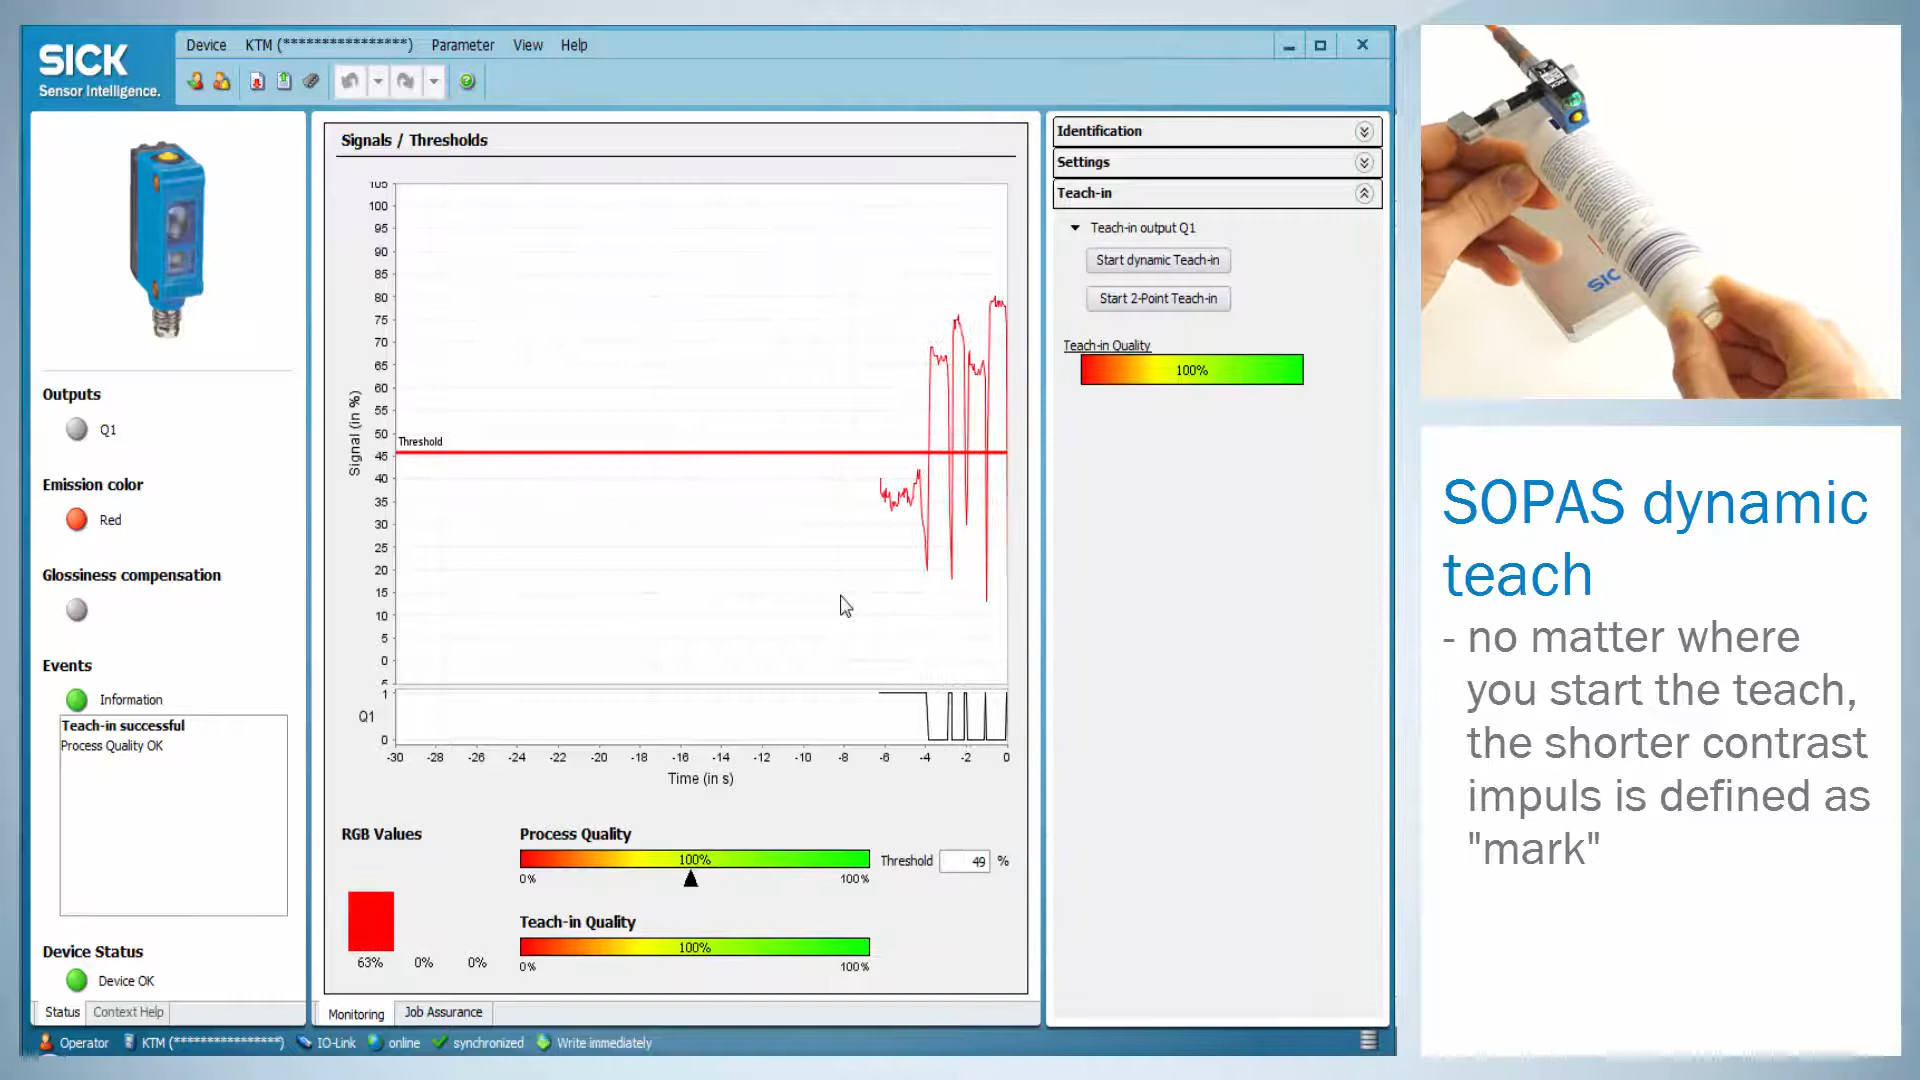 SICK
Sensor Intelligence.
Device KTM (****************) Parameter View Help
Outputs
Q1
Emission color
Red
Glossiness compensation
Events
Information
Teach-in successful
Process Quality OK
Device Status
Device OK
Status Context Help
Signals / Thresholds
105
100
95
90
85
80
75
70
65
60
55
50
45
40
35
30
25
20
15
10
5
0
Signal (in %)
Threshold
1
Q1
0
-30 -28 -26 -24 -22 -20 -18 -16 -14 -12 -10 -8 -6 -4 -2 0
Time (in s)
RGB Values
63% 0% 0%
Process Quality
100%
0% 100%
Threshold 49 %
Teach-in Quality
100%
0% 100%
Monitoring Job Assurance
Identification
Settings
Teach-in
Teach-in output Q1
Start dynamic Teach-in
Start 2-Point Teach-in
Teach-in Quality
100%
Operator KTM (****************) IO-Link online synchronized Write immediately
SIC
SOPAS dynamic
teach
- no matter where
you start the teach,
the shorter contrast
impuls is defined as
"mark"